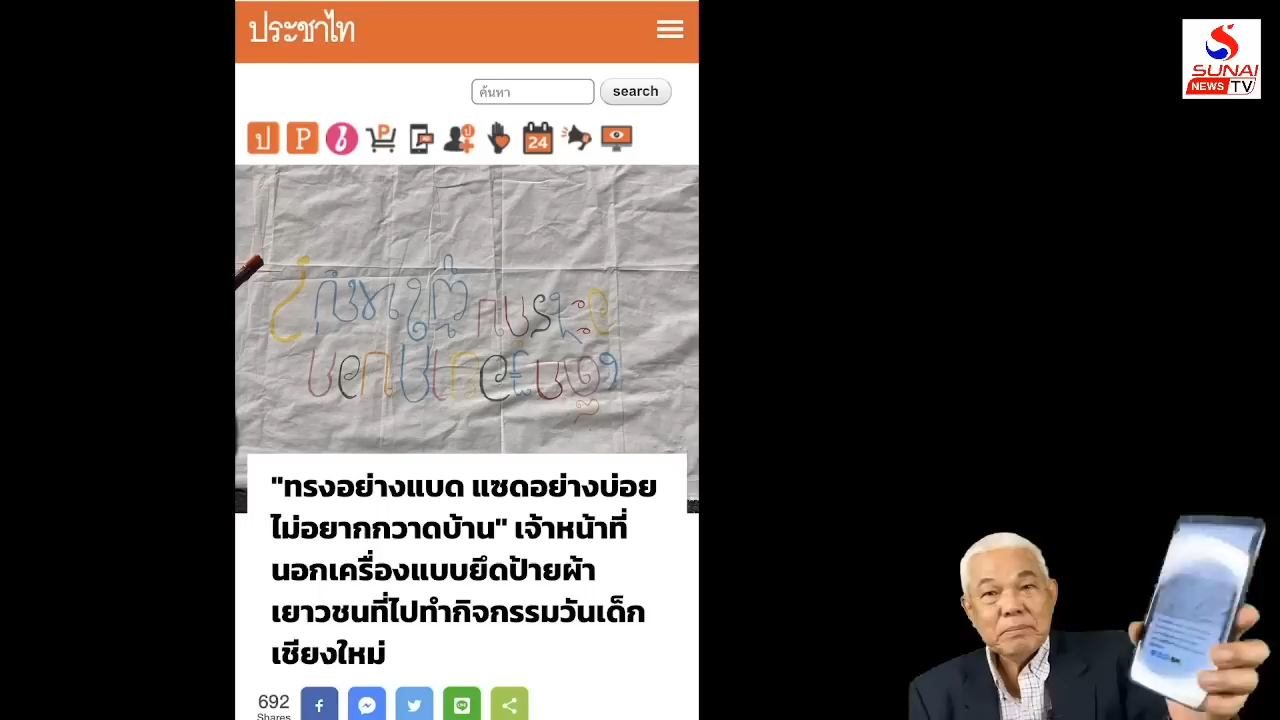 ประชาไท
SUNAI
NEWS TV
ค้นหา
search
ป P
P
24
"ทรงอย่างแบด แซดอย่างบ่อย
ไม่อยากกวาดบ้าน" เจ้าหน้าที่
นอกเครื่องแบบยึดป้ายผ้า
เยาวชนที่ไปทำกิจกรรมวันเด็ก
เชียงใหม่
692
Shares